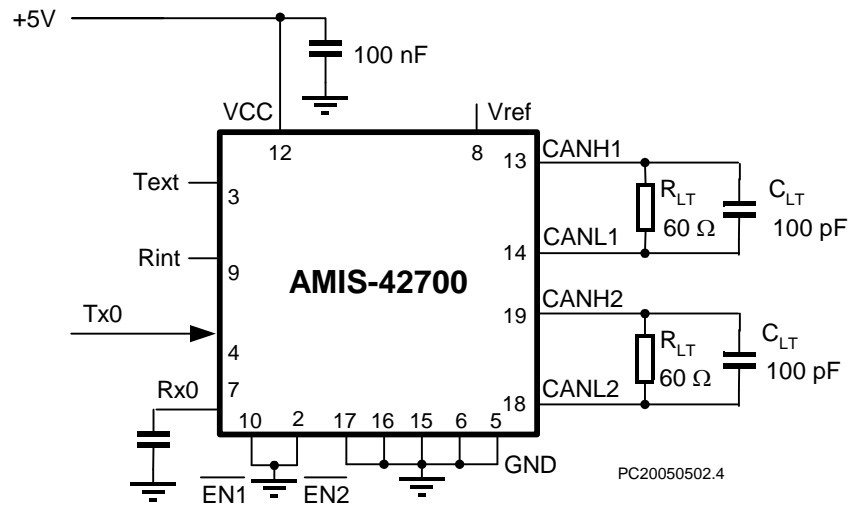 +5V
100 nF
VCC
Vref
12
8
13
CANH1
Text
3
R_LT
60 Ω
C_LT
100 pF
14
CANL1
Rint
9
AMIS-42700
Tx0
4
19
CANH2
R_LT
60 Ω
C_LT
100 pF
Rx0
7
18
CANL2
10
2
17
16
15
6
5
GND
EN1
EN2
PC20050502.4